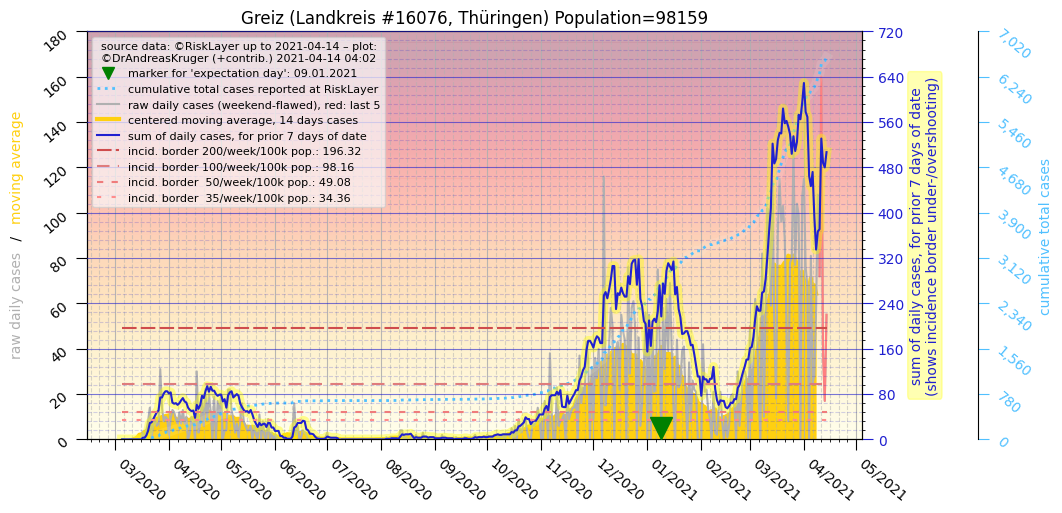 Greiz (Landkreis #16076, Thüringen) Population=98159
source data: ©RiskLayer up to 2021-04-14 – plot:
©DrAndreasKruger (+contrib.) 2021-04-14 04:02
marker for 'expectation day': 09.01.2021
cumulative total cases reported at RiskLayer
raw daily cases (weekend-flawed), red: last 5
centered moving average, 14 days cases
sum of daily cases, for prior 7 days of date
incid. border 200/week/100k pop.: 196.32
incid. border 100/week/100k pop.: 98.16
incid. border  50/week/100k pop.: 49.08
incid. border  35/week/100k pop.: 34.36
raw daily cases / moving average
180
160
140
120
100
80
60
40
20
0
03/2020
04/2020
05/2020
06/2020
07/2020
08/2020
09/2020
10/2020
11/2020
12/2020
01/2021
02/2021
03/2021
04/2021
05/2021
720
640
560
480
400
320
240
160
80
0
sum of daily cases, for prior 7 days of date
(shows incidence border under-/overshooting)
7,020
6,240
5,460
4,680
3,900
3,120
2,340
1,560
780
0
cumulative total cases